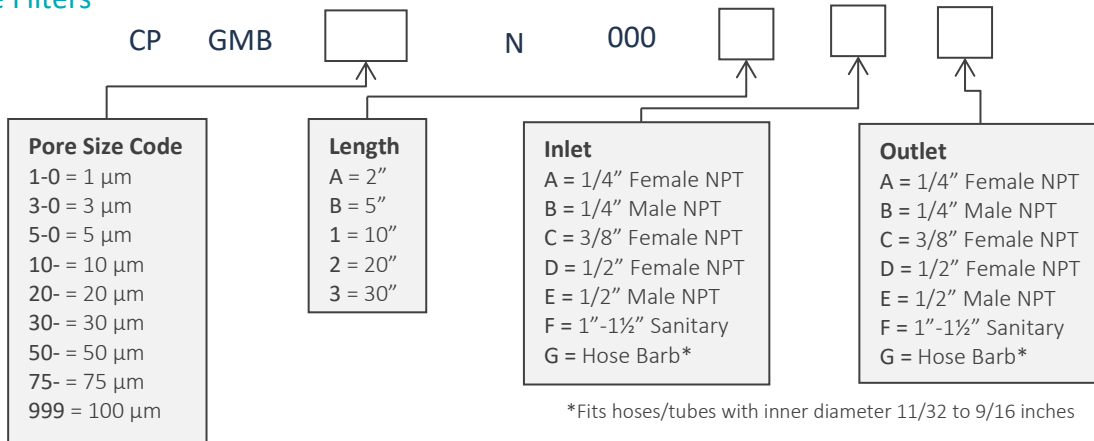 Filters
CP GMB N 000
Pore Size Code
1-0 = 1 µm
3-0 = 3 µm
5-0 = 5 µm
10- = 10 µm
20- = 20 µm
30- = 30 µm
50- = 50 µm
75- = 75 µm
999 = 100 µm
Length
A = 2”
B = 5”
1 = 10”
2 = 20”
3 = 30”
Inlet
A = 1/4” Female NPT
B = 1/4” Male NPT
C = 3/8” Female NPT
D = 1/2” Female NPT
E = 1/2” Male NPT
F = 1”-1½” Sanitary
G = Hose Barb*
Outlet
A = 1/4” Female NPT
B = 1/4” Male NPT
C = 3/8” Female NPT
D = 1/2” Female NPT
E = 1/2” Male NPT
F = 1”-1½” Sanitary
G = Hose Barb*
*Fits hoses/tubes with inner diameter 11/32 to 9/16 inches